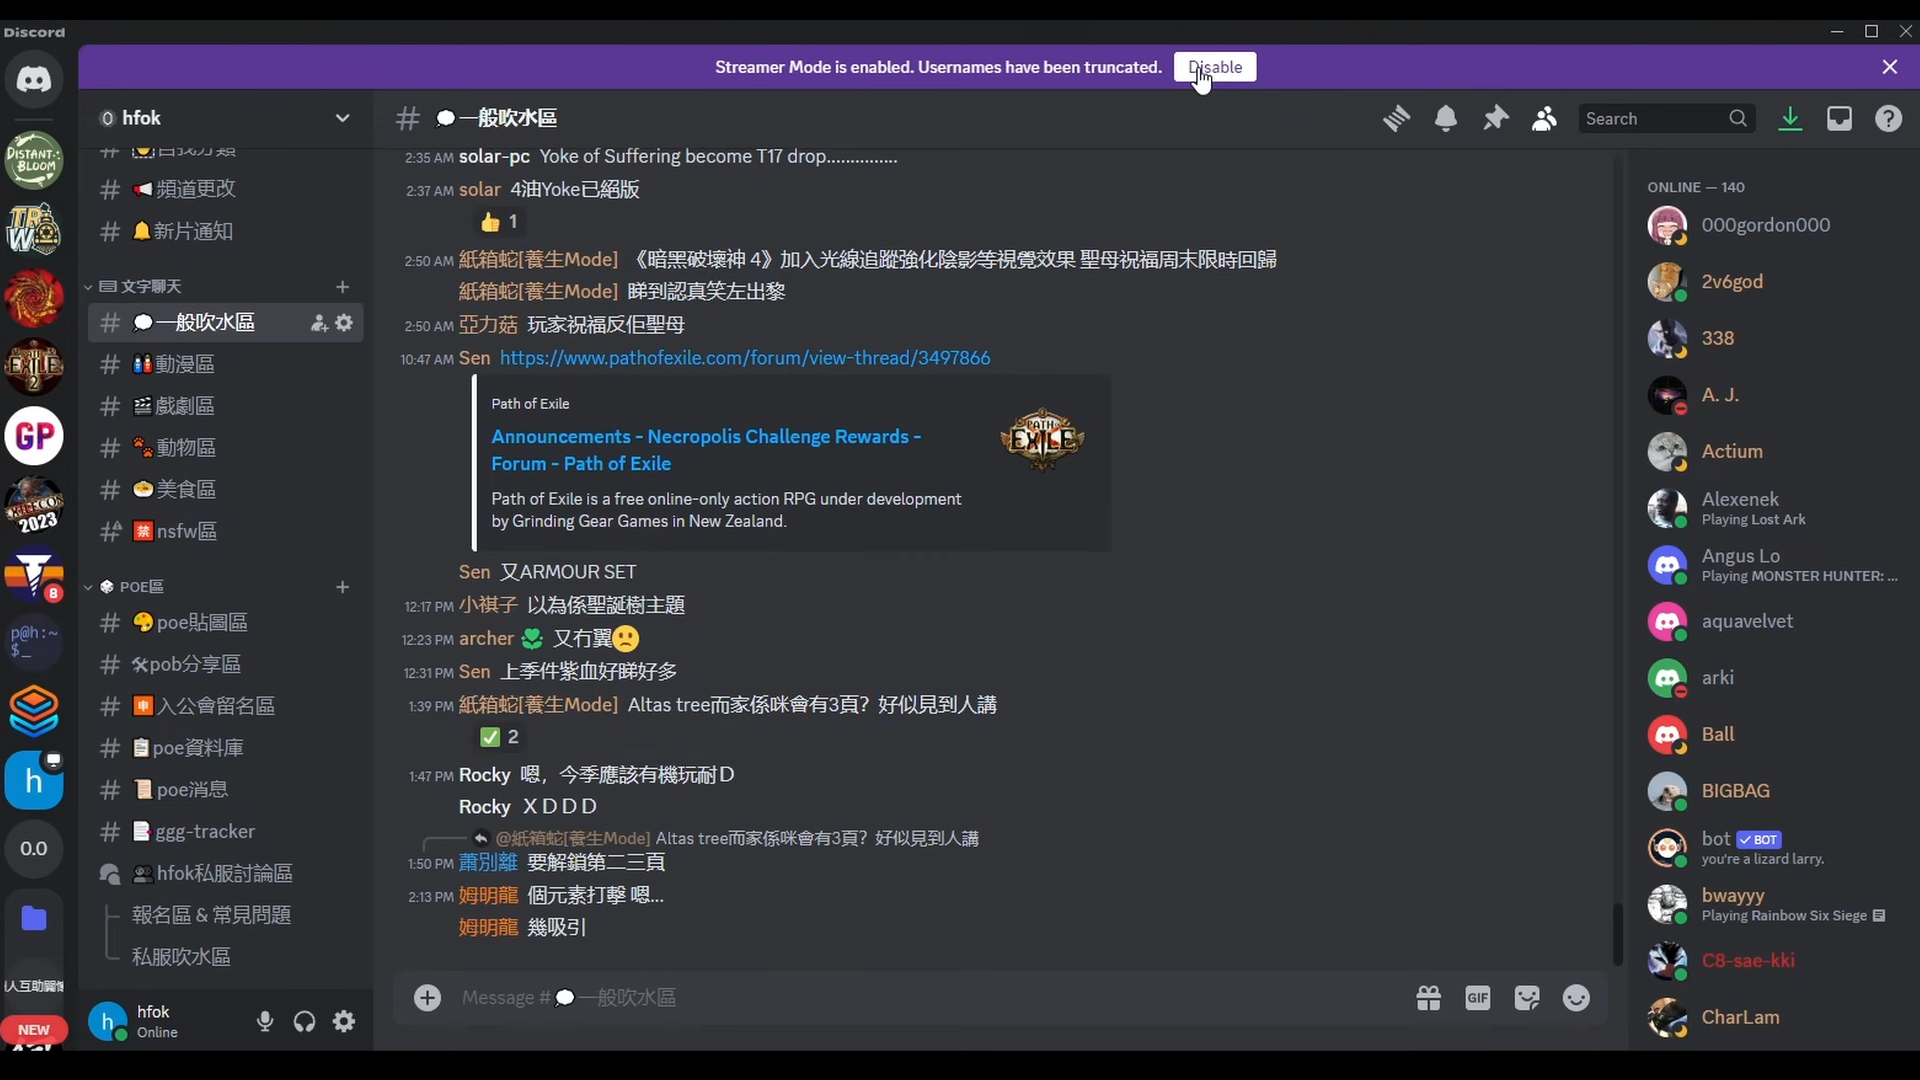 Discord
Streamer Mode is enabled. Usernames have been truncated.
Disable
hfok
自我分類
頻道更改
新片通知
文字聊天
一般吹水區
動漫區
戲劇區
動物區
美食區
禁nsfw區
POE區
poe貼圖區
pob分享區
申入公會留名區
poe資料庫
poe消息
ggg-tracker
hfok私服討論區
報名區 & 常見問題
私服吹水區
hfok
Online
DISTANT BLOOM
TR W
EXILE 2
GP
EXILECON 2023
8
p@h:~
$_
h
0.0
NEW
# 一般吹水區
Search
2:35 AM solar-pc Yoke of Suffering become T17 drop...............
2:37 AM solar 4油Yoke已絕版
1
2:50 AM 紙箱蛇[養生Mode] 《暗黑破壞神 4》加入光線追蹤強化陰影等視覺效果 聖母祝福周末限時回歸
紙箱蛇[養生Mode] 睇到認真笑左出黎
2:50 AM 亞力菇 玩家祝福反佢聖母
10:47 AM Sen https://www.pathofexile.com/forum/view-thread/3497866
Path of Exile
Announcements - Necropolis Challenge Rewards -
Forum - Path of Exile
Path of Exile is a free online-only action RPG under development
by Grinding Gear Games in New Zealand.
PATH OF EXILE
Sen 又ARMOUR SET
12:17 PM 小祺子 以為係聖誕樹主題
12:23 PM archer 又冇翼
12:31 PM Sen 上季件紫血好睇好多
1:39 PM 紙箱蛇[養生Mode] Altas tree而家係咪會有3頁？好似見到人講
2
1:47 PM Rocky 嗯，今季應該有機玩耐D
Rocky X D D D
@紙箱蛇[養生Mode] Altas tree而家係咪會有3頁？好似見到人講
1:50 PM 蕭別離 要解鎖第二三頁
2:13 PM 姆明龍 個元素打擊 嗯...
姆明龍 幾吸引
Message # 一般吹水區
GIF
ONLINE — 140
000gordon000
2v6god
338
A. J.
Actium
Alexenek
Playing Lost Ark
Angus Lo
Playing MONSTER HUNTER: ...
aquavelvet
arki
Ball
BIGBAG
bot BOT
you're a lizard larry.
bwayyy
Playing Rainbow Six Siege
C8-sae-kki
CharLam